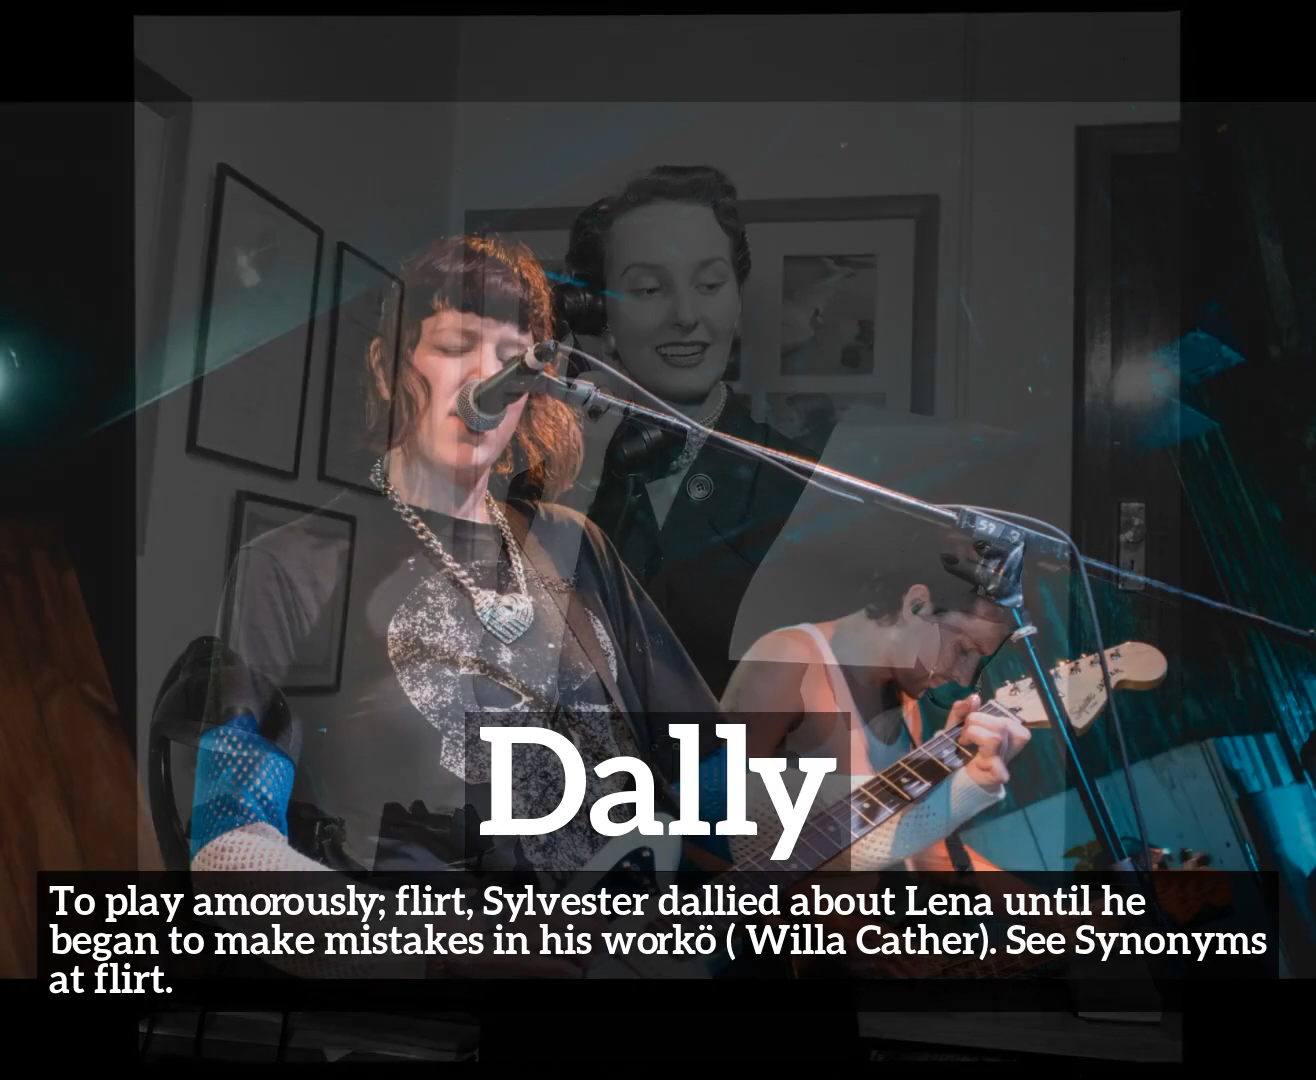 59
Dally
To play amorously; flirt, Sylvester dallied about Lena until he
began to make mistakes in his workö ( Willa Cather). See Synonyms
at flirt.